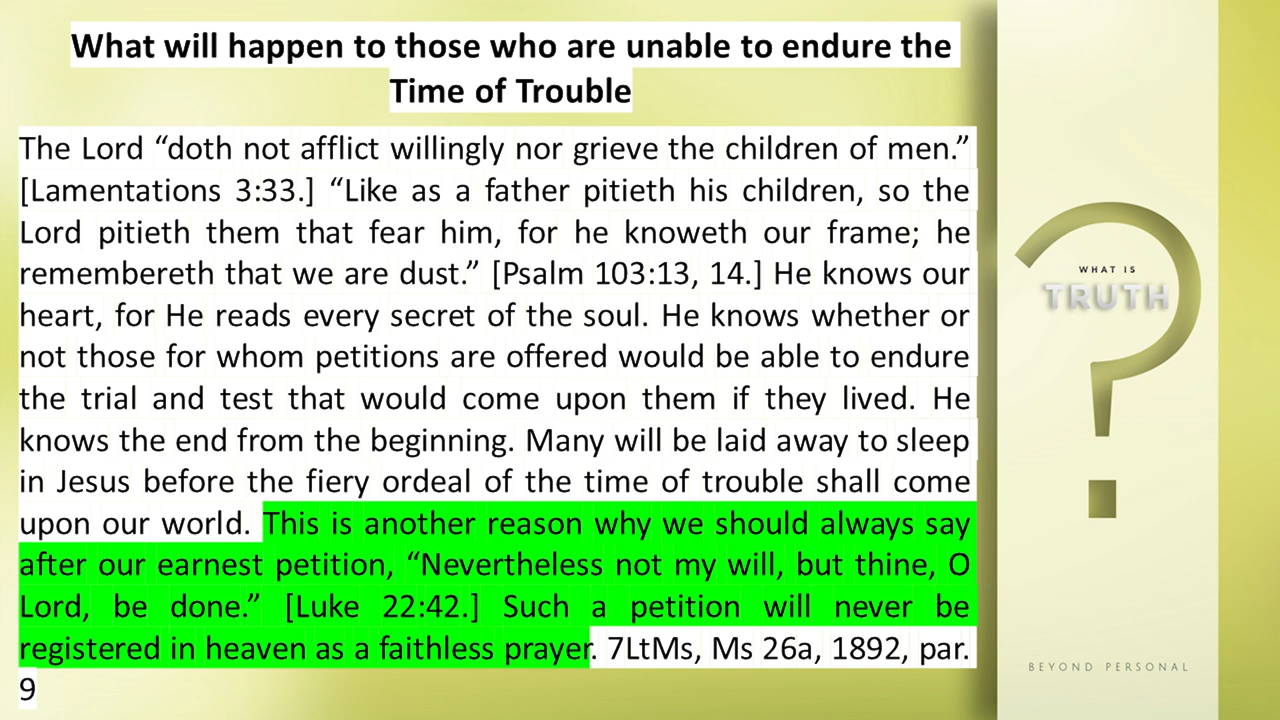 What will happen to those who are unable to endure the
Time of Trouble
The Lord “doth not afflict willingly nor grieve the children of men.”
[Lamentations 3:33.] “Like as a father pitieth his children, so the
Lord pitieth them that fear him, for he knoweth our frame; he
remembereth that we are dust.” [Psalm 103:13, 14.] He knows our
heart, for He reads every secret of the soul. He knows whether or
not those for whom petitions are offered would be able to endure
the trial and test that would come upon them if they lived. He
knows the end from the beginning. Many will be laid away to sleep
in Jesus before the fiery ordeal of the time of trouble shall come
upon our world. This is another reason why we should always say
after our earnest petition, “Nevertheless not my will, but thine, O
Lord, be done.” [Luke 22:42.] Such a petition will never be
registered in heaven as a faithless prayer. 7LtMs, Ms 26a, 1892, par.
9
WHAT IS
TRUTH
?
BEYOND PERSONAL